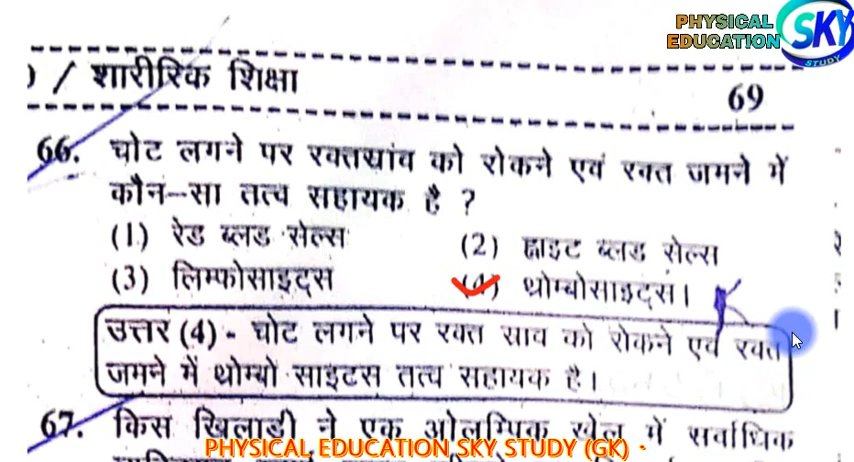 PHYSICAL
EDUCATION
SKY
STUDY
) / शारीरिक शिक्षा
69
66. चोट लगने पर रक्तस्रांव को रोकने एवं रक्त जमने में
कौन–सा तत्व सहायक है ?
(1) रेड ब्लड सेल्स
(2) ह्वाइट ब्लड सेल्स
(3) लिम्फोसाइट्स
(4) थ्रोम्बोसाइट्स।
उत्तर (4) - चोट लगने पर रक्त स्राव को रोकने एवं रक्त
जमने में थ्रोम्बो साइटस तत्व सहायक है।
67. किस खिलाड़ी ने एक ओलम्पिक खेल में सर्वाधिक
PHYSICAL EDUCATION SKY STUDY (GK) -